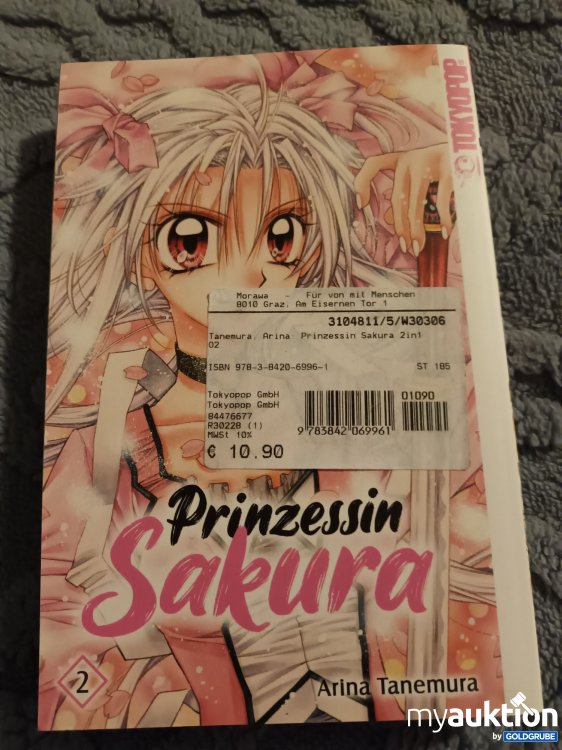 TOKYOPOP
Morawa - Für von mit Menschen
8010 Graz, Am Eisernen Tor 1
3104811/5/W30306
Tanemura, Arina Prinzessin Sakura 2in1
02
ISBN 978-3-8420-6996-1 ST 185
Tokyopop GmbH
Tokyopop GmbH
84476677
R30228 (1)
MWSt 10%
€ 10.90
01090
9 783842 069961
Prinzessin
Sakura
2
Arina Tanemura
myauktion
by GOLDGRUBE